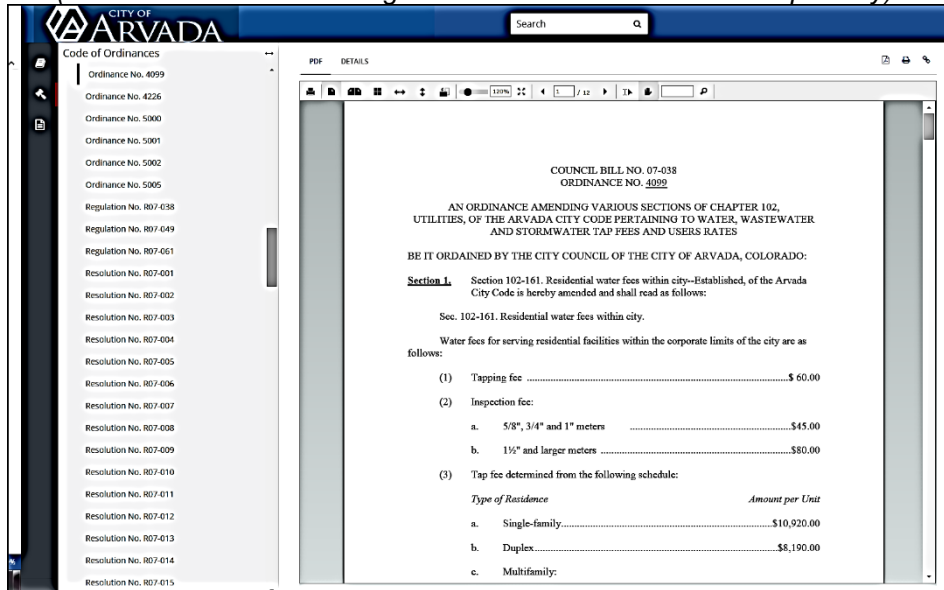 CITY OF
ARVADA
Search
Code of Ordinances
Ordinance No. 4099
Ordinance No. 4226
Ordinance No. 5000
Ordinance No. 5001
Ordinance No. 5002
Ordinance No. 5005
Regulation No. R07-038
Regulation No. R07-049
Regulation No. R07-061
Resolution No. R07-001
Resolution No. R07-002
Resolution No. R07-003
Resolution No. R07-004
Resolution No. R07-005
Resolution No. R07-006
Resolution No. R07-007
Resolution No. R07-008
Resolution No. R07-009
Resolution No. R07-010
Resolution No. R07-011
Resolution No. R07-012
Resolution No. R07-013
Resolution No. R07-014
Resolution No. R07-015
PDF DETAILS
120% 1 / 12
COUNCIL BILL NO. 07-038
ORDINANCE NO. 4099
AN ORDINANCE AMENDING VARIOUS SECTIONS OF CHAPTER 102,
UTILITIES, OF THE ARVADA CITY CODE PERTAINING TO WATER, WASTEWATER
AND STORMWATER TAP FEES AND USERS RATES
BE IT ORDAINED BY THE CITY COUNCIL OF THE CITY OF ARVADA, COLORADO:
Section 1. Section 102-161. Residential water fees within city--Established, of the Arvada
City Code is hereby amended and shall read as follows:
Sec. 102-161. Residential water fees within city.
Water fees for serving residential facilities within the corporate limits of the city are as
follows:
(1) Tapping fee ..........$ 60.00
(2) Inspection fee:
a. 5/8", 3/4" and 1" meters ..........$45.00
b. 1½" and larger meters ..........$80.00
(3) Tap fee determined from the following schedule:
Type of Residence Amount per Unit
a. Single-family..........$10,920.00
b. Duplex..........$8,190.00
c. Multifamily: